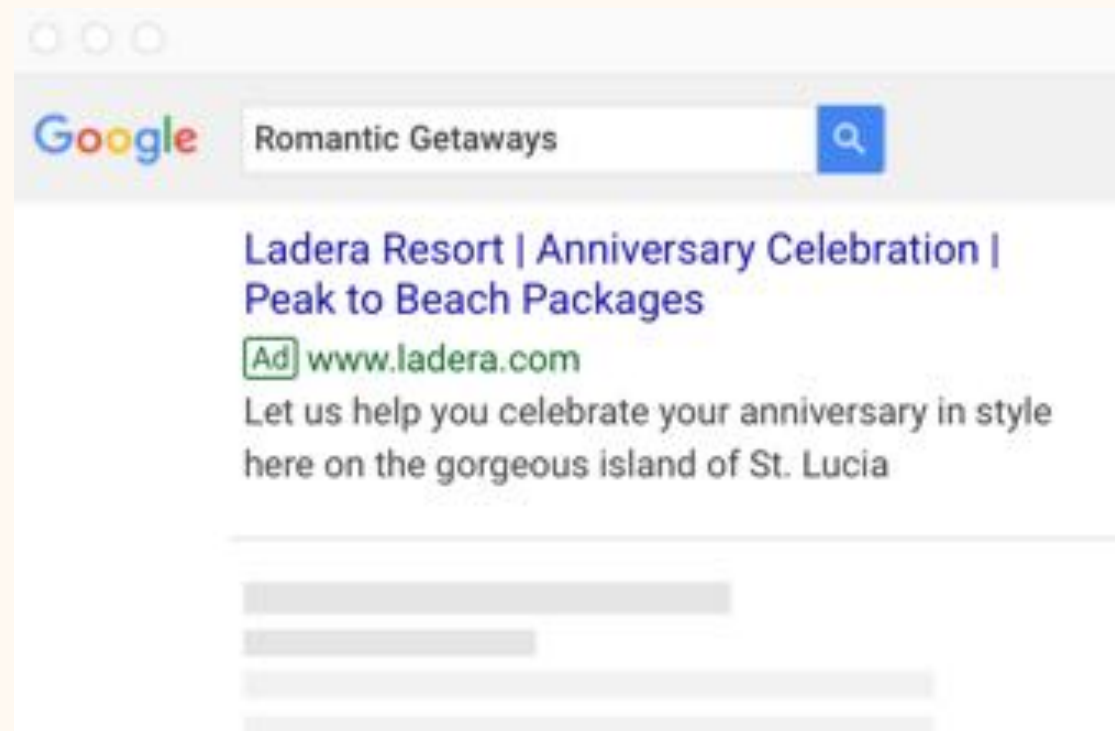 Google Romantic Getaways
Ladera Resort | Anniversary Celebration |
Peak to Beach Packages
Ad www.ladera.com
Let us help you celebrate your anniversary in style
here on the gorgeous island of St. Lucia